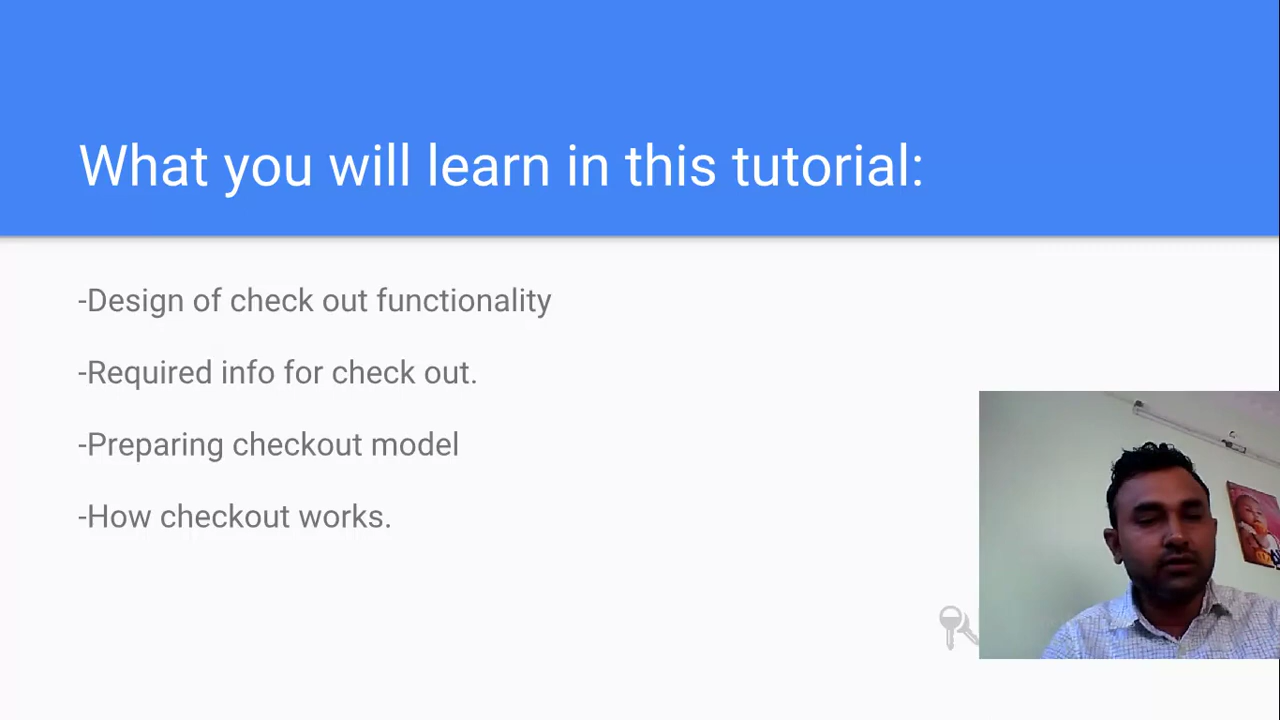 What you will learn in this tutorial:
-Design of check out functionality
-Required info for check out.
-Preparing checkout model
-How checkout works.